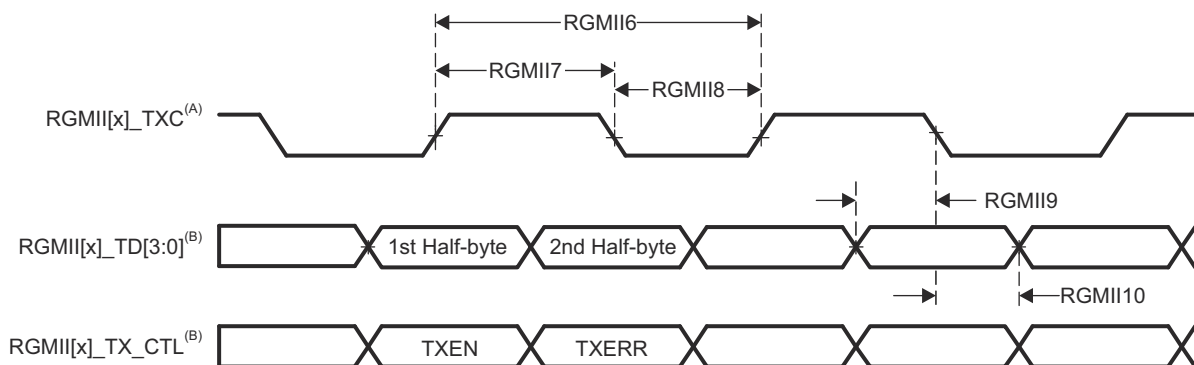 RGMII6
RGMII7
RGMII8
RGMII[x]_TXC(A)
RGMII9
RGMII[x]_TD[3:0](B)
1st Half-byte
2nd Half-byte
RGMII10
RGMII[x]_TX_CTL(B)
TXEN
TXERR